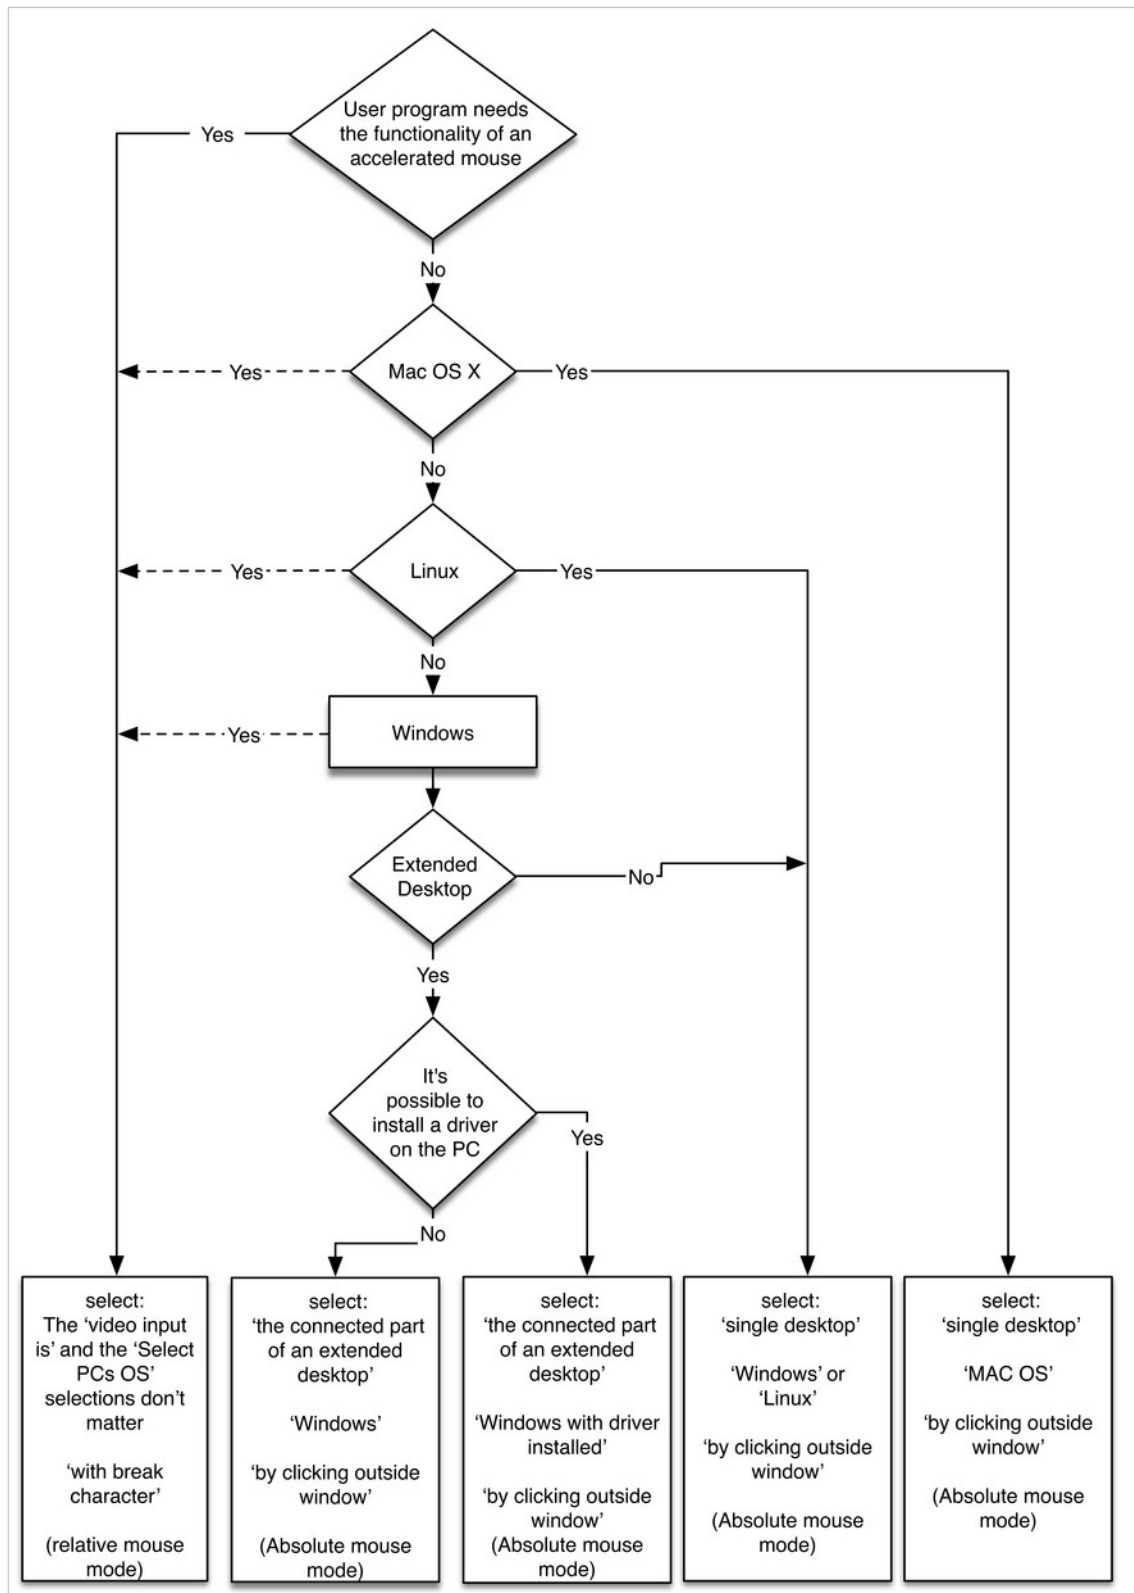 User program needs
the functionality of an
accelerated mouse
Yes
No
Yes
Mac OS X
Yes
No
Yes
Linux
Yes
No
Yes
Windows
Extended
Desktop
No
Yes
It's
possible to
install a driver
on the PC
Yes
No
select:
The ‘video input
is’ and the ‘Select
PCs OS’
selections don’t
matter
‘with break
character’
(relative mouse
mode)
select:
‘the connected part
of an extended
desktop’
‘Windows’
‘by clicking outside
window’
(Absolute mouse
mode)
select:
‘the connected part
of an extended
desktop’
‘Windows with driver
installed’
‘by clicking outside
window’
(Absolute mouse
mode)
select:
‘single desktop’
‘Windows’ or
‘Linux’
‘by clicking outside
window’
(Absolute mouse
mode)
select:
‘single desktop’
‘MAC OS’
‘by clicking outside
window’
(Absolute mouse
mode)